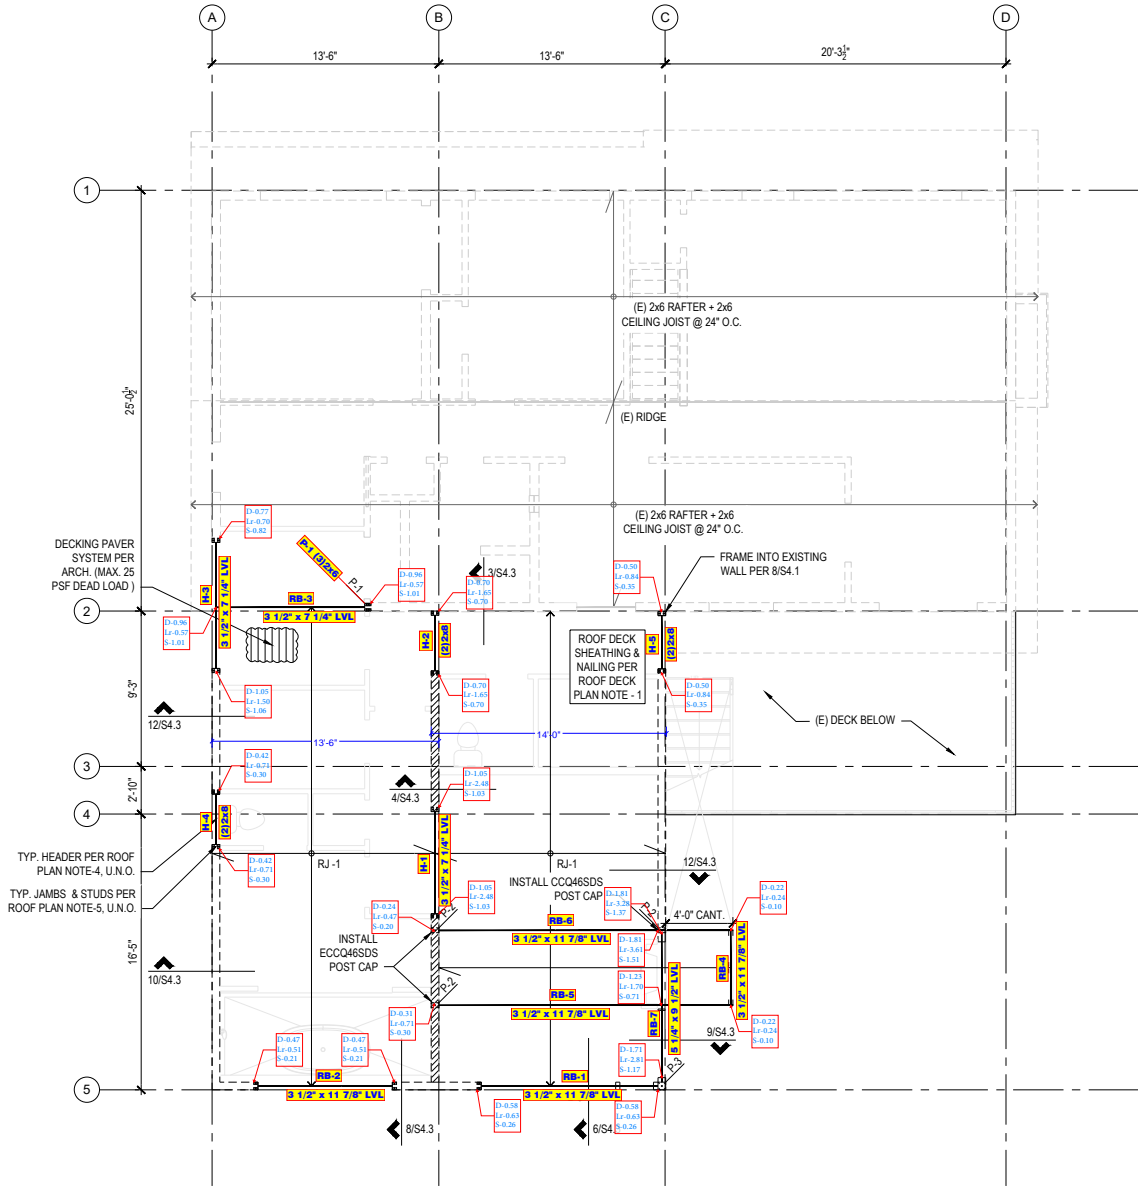 A
B
C
D
13'-6"
13'-6"
20'-3½"
1
25'-0½"
(E) 2x6 RAFTER + 2x6
CEILING JOIST @ 24" O.C.
(E) RIDGE
(E) 2x6 RAFTER + 2x6
CEILING JOIST @ 24" O.C.
D-0.77
Lr-0.70
S-0.82
DECKING PAVER
SYSTEM PER
ARCH. (MAX. 25
PSF DEAD LOAD )
P-1 (3)2x6
P-1
3/S4.3
FRAME INTO EXISTING
WALL PER 8/S4.1
D-0.96
Lr-0.57
S-1.01
D-0.70
Lr-1.65
S-0.70
D-0.50
Lr-0.84
S-0.35
H-3
3 1/2" x 7 1/4" LVL
RB-3
3 1/2" x 7 1/4" LVL
2
D-0.96
Lr-0.57
S-1.01
H-2
(2)2x8
ROOF DECK
SHEATHING &
NAILING PER
ROOF DECK
PLAN NOTE - 1
H-5
(2)2x8
9'-3"
D-1.05
Lr-1.50
S-1.06
D-0.70
Lr-1.65
S-0.70
D-0.50
Lr-0.84
S-0.35
12/S4.3
(E) DECK BELOW
13'-6"
14'-0"
3
2'-10"
4
D-0.42
Lr-0.71
S-0.30
4/S4.3
D-1.05
Lr-2.48
S-1.03
H-4
(2)2x8
H-1
3 1/2" x 7 1/4" LVL
TYP. HEADER PER ROOF
PLAN NOTE-4, U.N.O.
TYP. JAMBS & STUDS PER
ROOF PLAN NOTE-5, U.N.O.
D-0.42
Lr-0.71
S-0.30
RJ -1
RJ-1
12/S4.3
INSTALL CCQ46SDS
POST CAP
D-1.05
Lr-2.48
S-1.03
D-1.81
Lr-3.28
S-1.37
D-0.22
Lr-0.24
S-0.10
D-0.24
Lr-0.47
S-0.20
P-2
P-2
4'-0" CANT.
RB-6
3 1/2" x 11 7/8" LVL
INSTALL
ECCQ46SDS
POST CAP
D-1.81
Lr-3.61
S-1.51
16'-5"
10/S4.3
P-2
RB-4
3 1/2" x 11 7/8" LVL
D-1.23
Lr-1.70
S-0.71
RB-5
3 1/2" x 11 7/8" LVL
D-0.31
Lr-0.71
S-0.30
RB-7
5 1/4" x 9 1/2" LVL
D-0.22
Lr-0.24
S-0.10
9/S4.3
D-0.47
Lr-0.51
S-0.21
D-0.47
Lr-0.51
S-0.21
D-1.71
Lr-2.81
S-1.17
P-3
5
RB-2
3 1/2" x 11 7/8" LVL
RB-1
3 1/2" x 11 7/8" LVL
D-0.58
Lr-0.63
S-0.26
D-0.58
Lr-0.63
S-0.26
8/S4.3
6/S4.